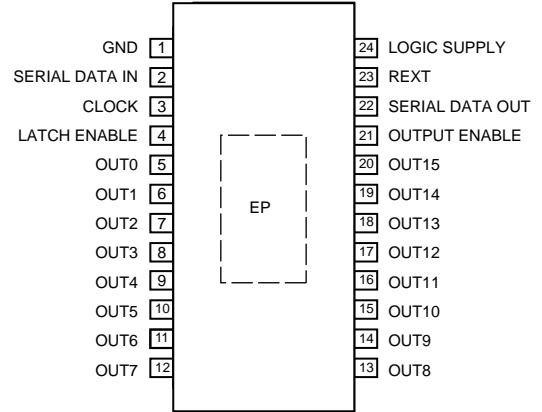 GND 1
SERIAL DATA IN 2
CLOCK 3
LATCH ENABLE 4
OUT0 5
OUT1 6
OUT2 7
OUT3 8
OUT4 9
OUT5 10
OUT6 11
OUT7 12
EP
24 LOGIC SUPPLY
23 REXT
22 SERIAL DATA OUT
21 OUTPUT ENABLE
20 OUT15
19 OUT14
18 OUT13
17 OUT12
16 OUT11
15 OUT10
14 OUT9
13 OUT8